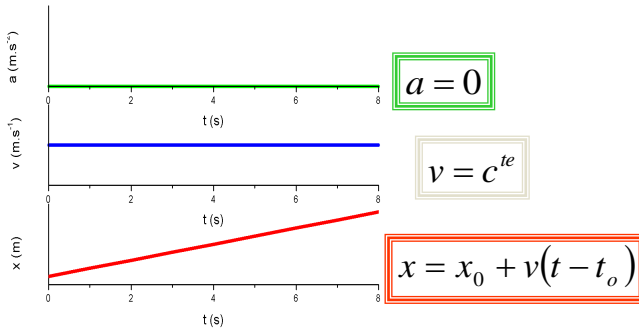 a (m.s⁻²)
0 2 4 6 8
t (s)
a = 0
v (m.s⁻¹)
0 2 4 6 8
t (s)
v = cᵗᵉ
x (m)
0 2 4 6 8
t (s)
x = x₀ + v(t − tₒ)